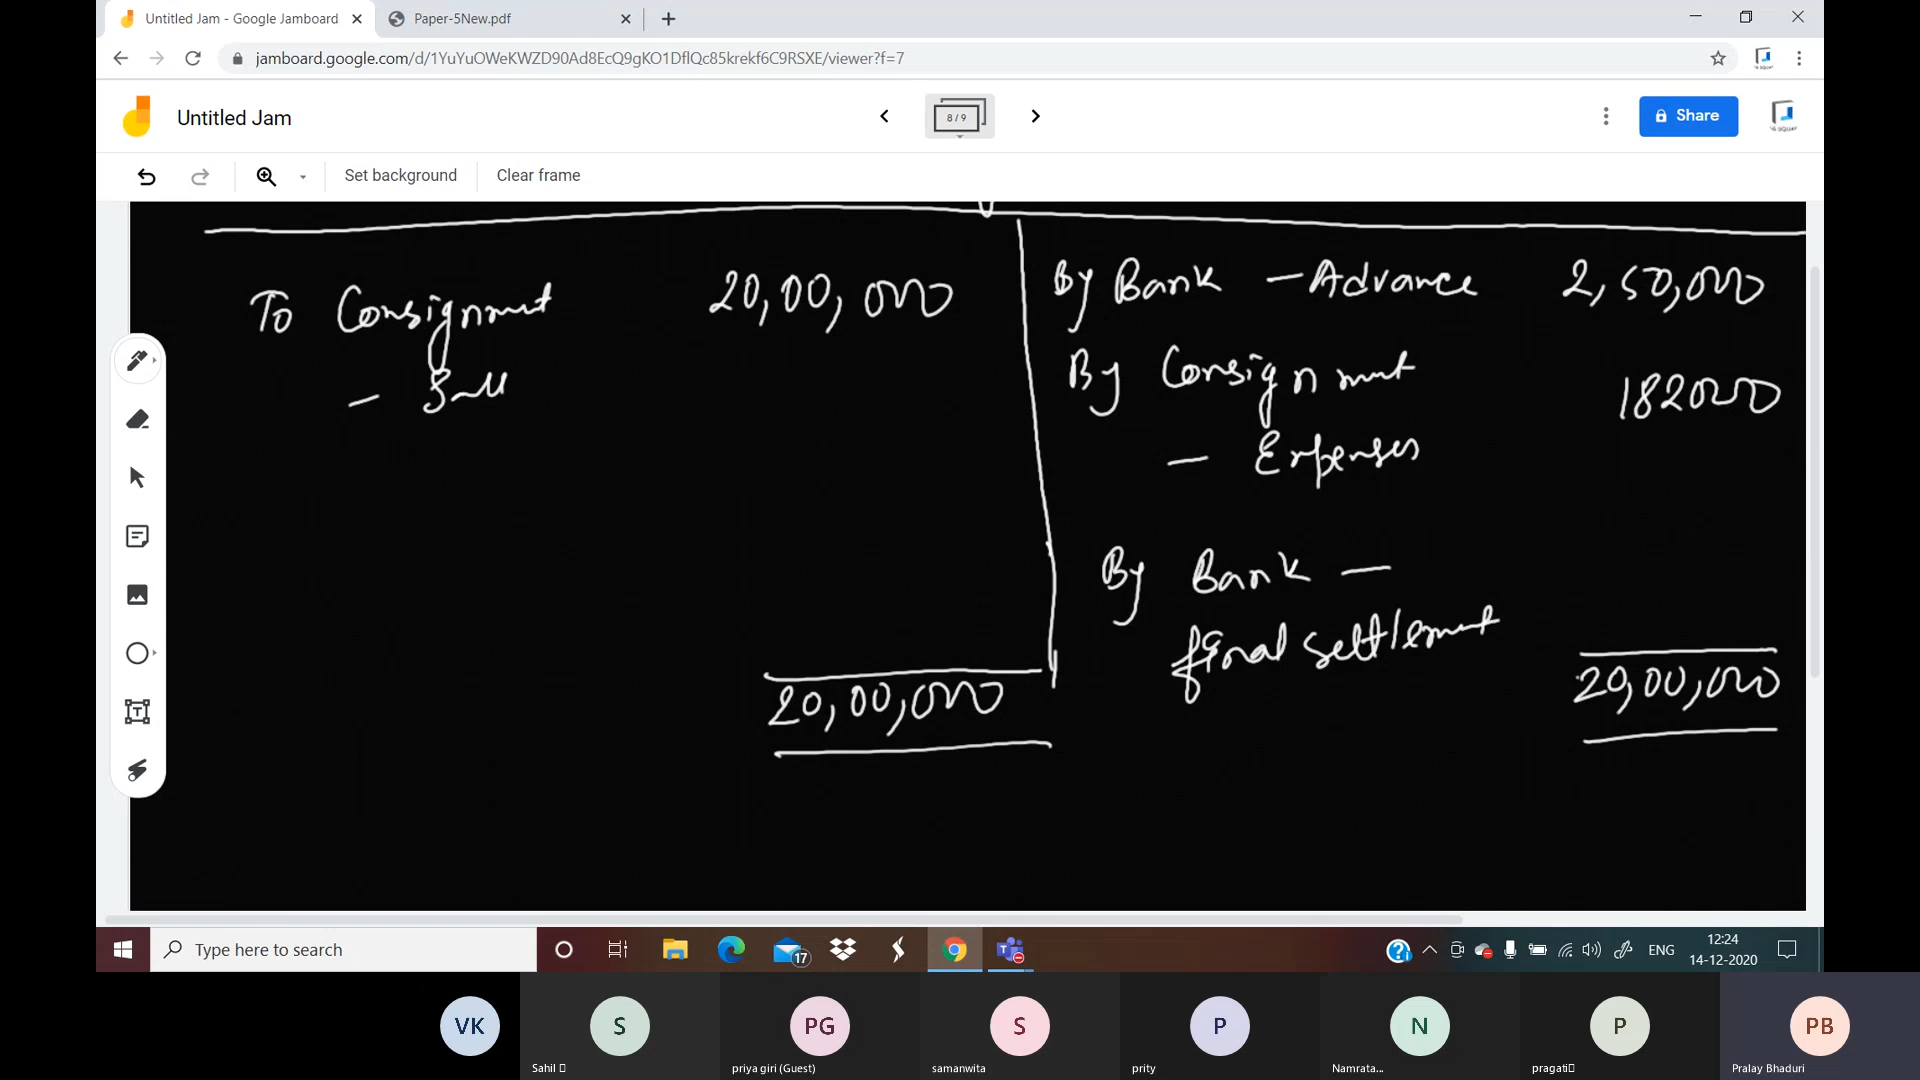 Untitled Jam - Google Jamboard
Paper-5New.pdf
jamboard.google.com/d/1YuYuOWeKWZD90Ad8EcQ9gKO1DflQc85krekf6C9RSXE/viewer?f=7
Untitled Jam
8 / 9
Share
Set background
Clear frame
To Consignment 20,00,000
By Bank - Advance 2,50,000
By Consignment 182000
- Expenses
By Bank -
final settlement
20,00,000
20,00,000
Type here to search
17
ENG
12:24
14-12-2020
VK
S
PG
S
P
N
P
PB
Sahil
priya giri (Guest)
samanwita
prity
Namrata...
pragati
Pralay Bhaduri